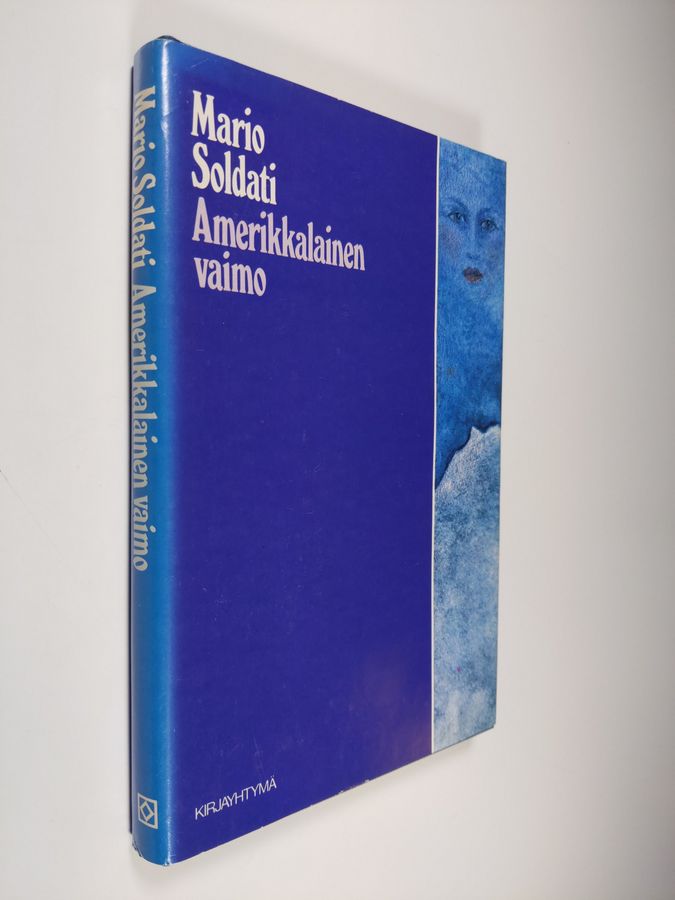 Mario
Soldati
Amerikkalainen
vaimo
KIRJAYHTYMÄ
Mario Soldati Amerikkalainen vaimo